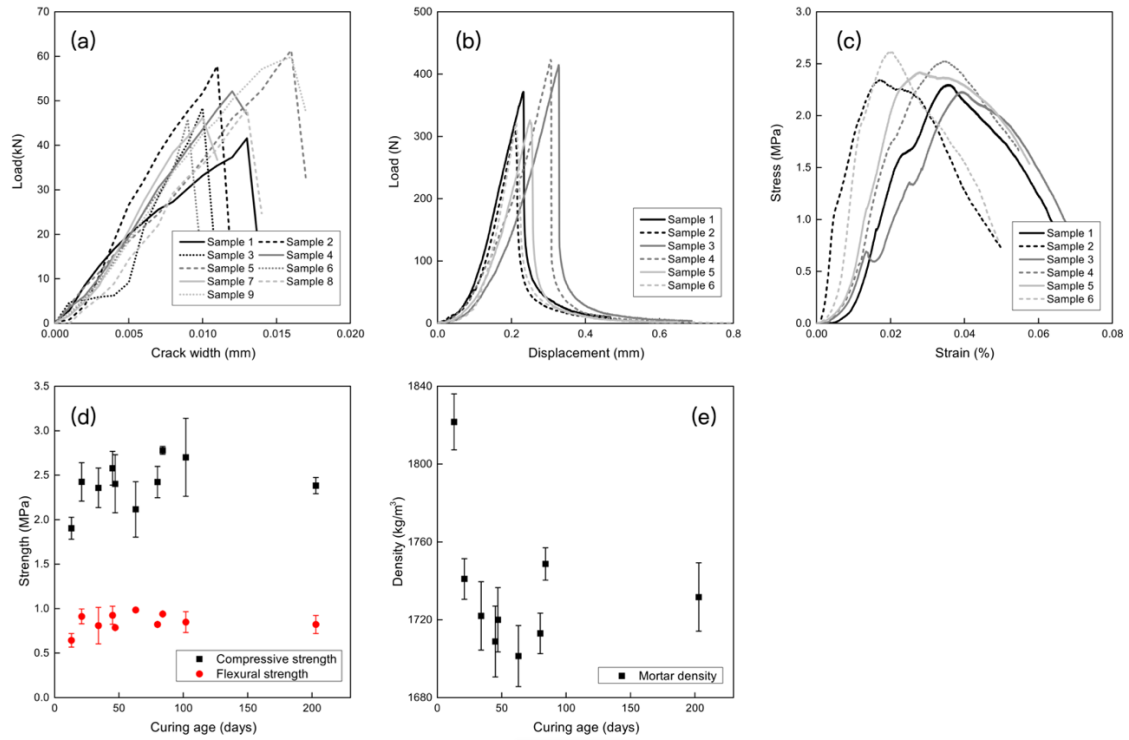 (a)
70
60
50
40
30
20
10
0
Load(kN)
0.000
0.005
0.010
0.015
0.020
Crack width (mm)
Sample 1
Sample 2
Sample 3
Sample 4
Sample 5
Sample 6
Sample 7
Sample 8
Sample 9
(b)
500
400
300
200
100
0
Load (N)
0.0
0.2
0.4
0.6
0.8
Displacement (mm)
Sample 1
Sample 2
Sample 3
Sample 4
Sample 5
Sample 6
(c)
3.0
2.5
2.0
1.5
1.0
0.5
0.0
Stress (MPa)
0.00
0.02
0.04
0.06
0.08
Strain (%)
Sample 1
Sample 2
Sample 3
Sample 4
Sample 5
Sample 6
(d)
3.5
3.0
2.5
2.0
1.5
1.0
0.5
0.0
Strength (MPa)
0
50
100
150
200
Curing age (days)
Compressive strength
Flexural strength
(e)
1840
1800
1760
1720
1680
Density (kg/m³)
0
50
100
150
200
Curing age (days)
Mortar density